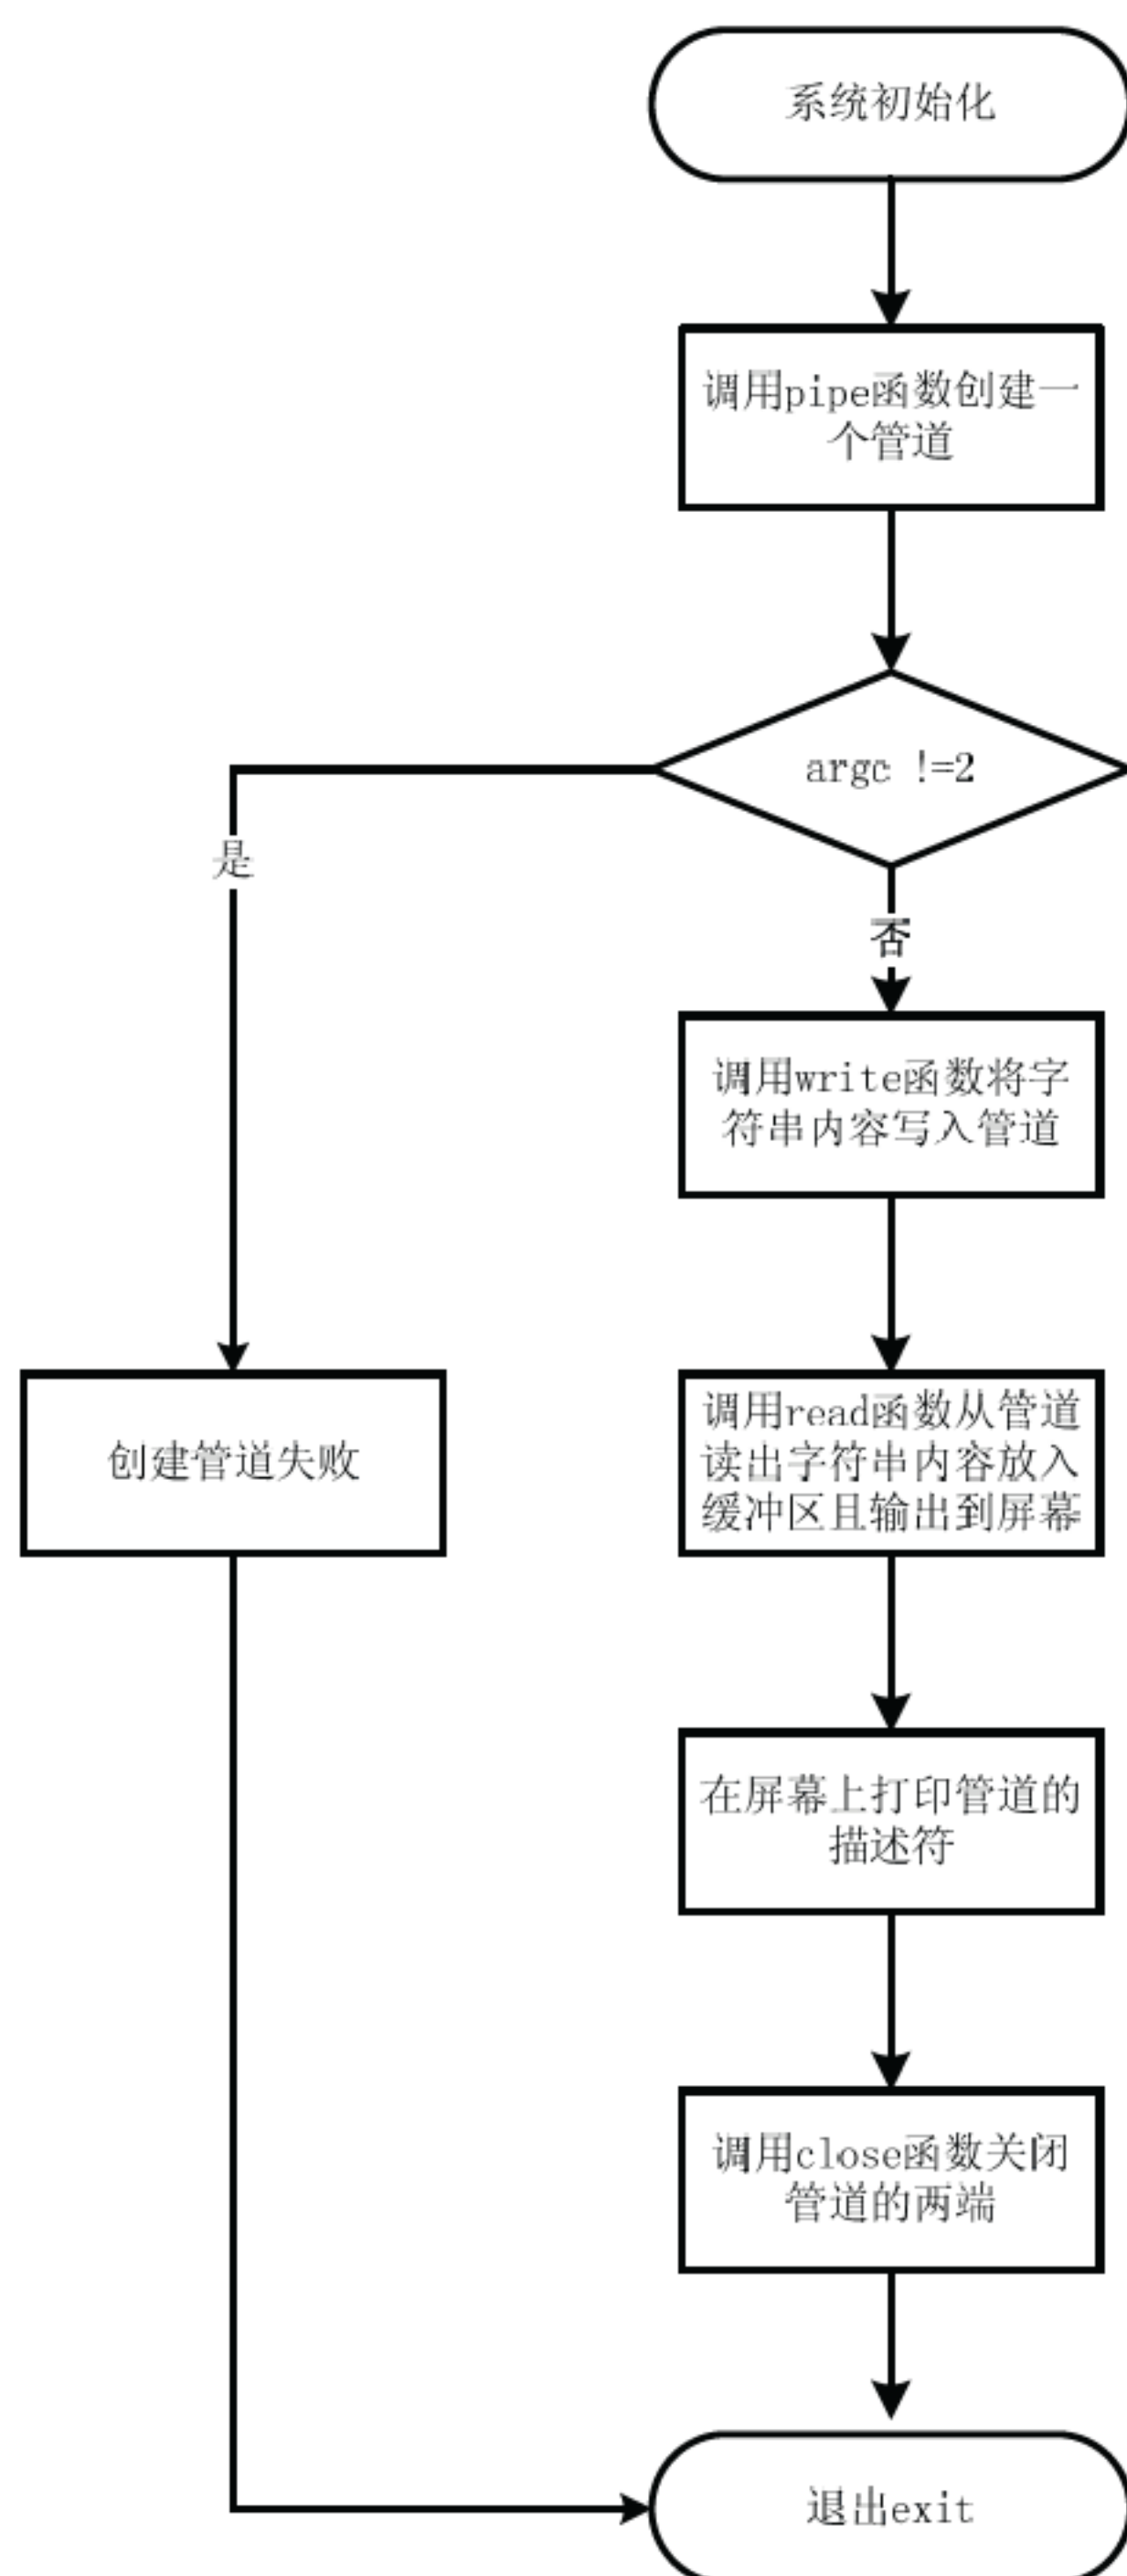 系统初始化
调用pipe函数创建一
个管道
argc !=2
是
否
调用write函数将字
符串内容写入管道
创建管道失败
调用read函数从管道
读出字符串内容放入
缓冲区且输出到屏幕
在屏幕上打印管道的
描述符
调用close函数关闭
管道的两端
退出exit